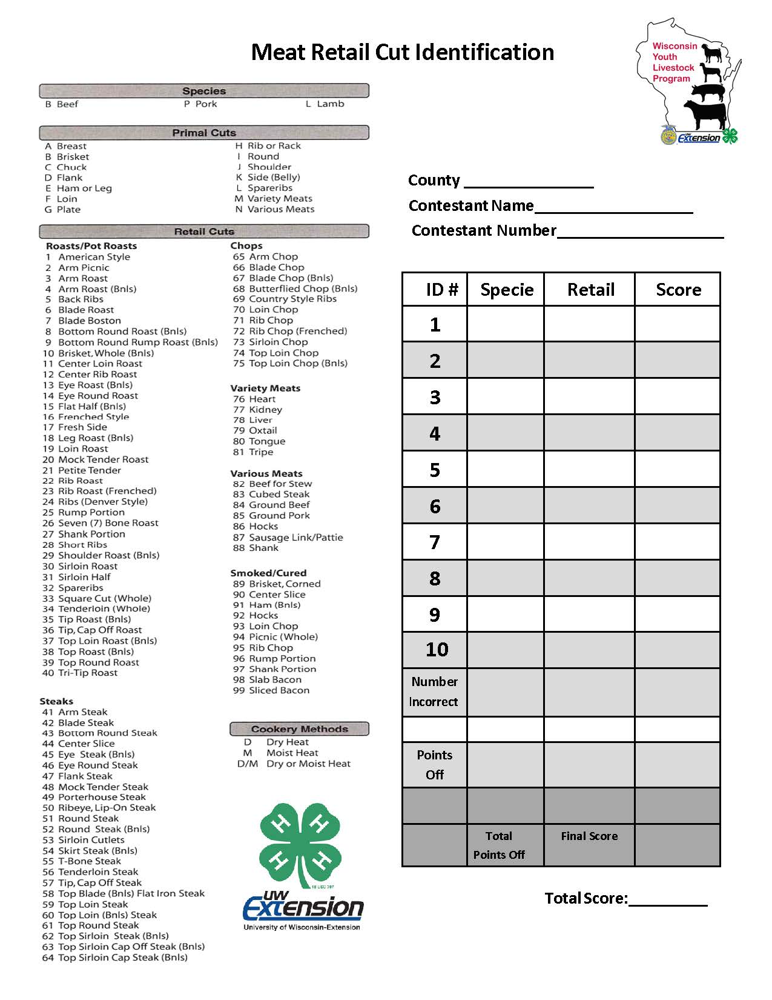 Meat Retail Cut Identification
Wisconsin
Youth
Livestock
Program
UW
Extension
Species
B Beef P Pork L Lamb
Primal Cuts
A Breast
B Brisket
C Chuck
D Flank
E Ham or Leg
F Loin
G Plate
H Rib or Rack
I Round
J Shoulder
K Side (Belly)
L Spareribs
M Variety Meats
N Various Meats
Retail Cuts
Roasts/Pot Roasts
1 American Style
2 Arm Picnic
3 Arm Roast
4 Arm Roast (Bnls)
5 Back Ribs
6 Blade Roast
7 Blade Boston
8 Bottom Round Roast (Bnls)
9 Bottom Round Rump Roast (Bnls)
10 Brisket, Whole (Bnls)
11 Center Loin Roast
12 Center Rib Roast
13 Eye Roast (Bnls)
14 Eye Round Roast
15 Flat Half (Bnls)
16 Frenched Style
17 Fresh Side
18 Leg Roast (Bnls)
19 Loin Roast
20 Mock Tender Roast
21 Petite Tender
22 Rib Roast
23 Rib Roast (Frenched)
24 Ribs (Denver Style)
25 Rump Portion
26 Seven (7) Bone Roast
27 Shank Portion
28 Short Ribs
29 Shoulder Roast (Bnls)
30 Sirloin Roast
31 Sirloin Half
32 Spareribs
33 Square Cut (Whole)
34 Tenderloin (Whole)
35 Tip Roast (Bnls)
36 Tip, Cap Off Roast
37 Top Loin Roast (Bnls)
38 Top Roast (Bnls)
39 Top Round Roast
40 Tri-Tip Roast
Steaks
41 Arm Steak
42 Blade Steak
43 Bottom Round Steak
44 Center Slice
45 Eye Steak (Bnls)
46 Eye Round Steak
47 Flank Steak
48 Mock Tender Steak
49 Porterhouse Steak
50 Ribeye, Lip-On Steak
51 Round Steak
52 Round Steak (Bnls)
53 Sirloin Cutlets
54 Skirt Steak (Bnls)
55 T-Bone Steak
56 Tenderloin Steak
57 Tip, Cap Off Steak
58 Top Blade (Bnls) Flat Iron Steak
59 Top Loin Steak
60 Top Loin (Bnls) Steak
61 Top Round Steak
62 Top Sirloin Steak (Bnls)
63 Top Sirloin Cap Off Steak (Bnls)
64 Top Sirloin Cap Steak (Bnls)
Chops
65 Arm Chop
66 Blade Chop
67 Blade Chop (Bnls)
68 Butterflied Chop (Bnls)
69 Country Style Ribs
70 Loin Chop
71 Rib Chop
72 Rib Chop (Frenched)
73 Sirloin Chop
74 Top Loin Chop
75 Top Loin Chop (Bnls)
Variety Meats
76 Heart
77 Kidney
78 Liver
79 Oxtail
80 Tongue
81 Tripe
Various Meats
82 Beef for Stew
83 Cubed Steak
84 Ground Beef
85 Ground Pork
86 Hocks
87 Sausage Link/Pattie
88 Shank
Smoked/Cured
89 Brisket, Corned
90 Center Slice
91 Ham (Bnls)
92 Hocks
93 Loin Chop
94 Picnic (Whole)
95 Rib Chop
96 Rump Portion
97 Shank Portion
98 Slab Bacon
99 Sliced Bacon
Cookery Methods
D Dry Heat
M Moist Heat
D/M Dry or Moist Heat
H H
H H
18 USC 707
UW
Extension
University of Wisconsin-Extension
County
Contestant Name
Contestant Number
ID # Specie Retail Score
1
2
3
4
5
6
7
8
9
10
Number
Incorrect
Points
Off
Total Final Score
Points Off
Total Score: